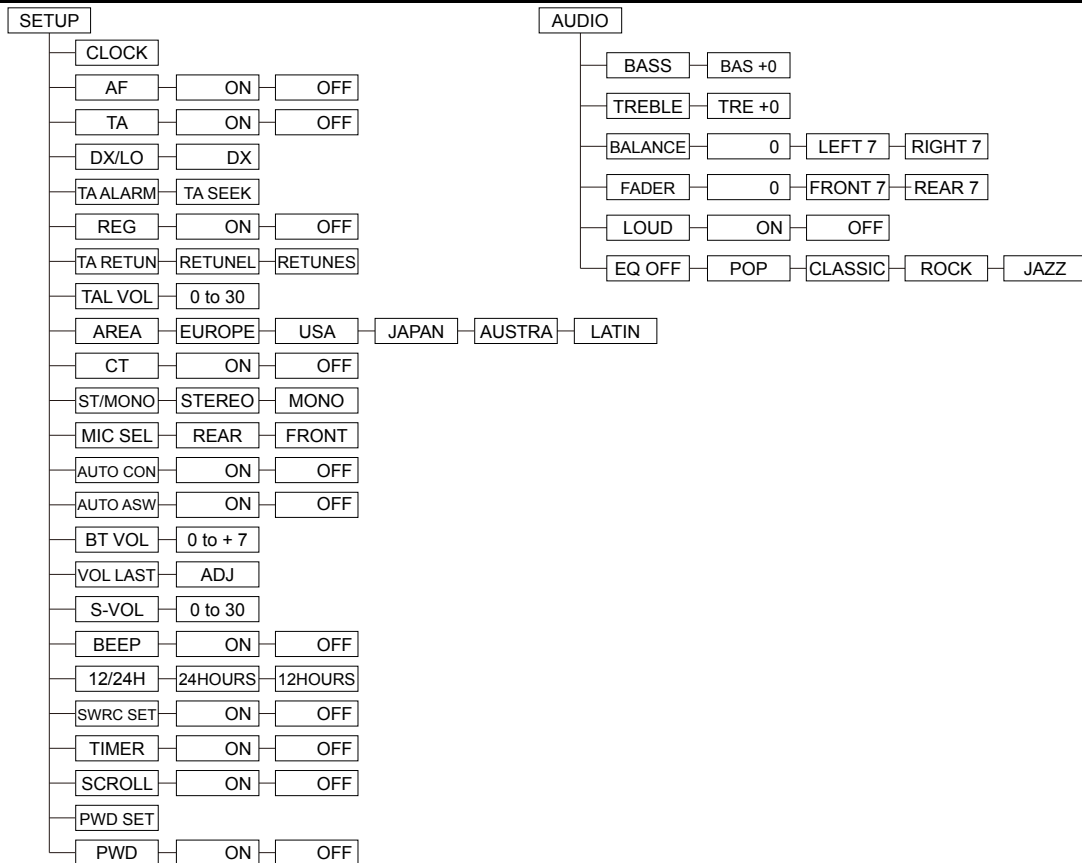 SETUP
CLOCK
AF ON OFF
TA ON OFF
DX/LO DX
TA ALARM TA SEEK
REG ON OFF
TA RETUN RETUNEL RETUNES
TAL VOL 0 to 30
AREA EUROPE USA JAPAN AUSTRA LATIN
CT ON OFF
ST/MONO STEREO MONO
MIC SEL REAR FRONT
AUTO CON ON OFF
AUTO ASW ON OFF
BT VOL 0 to + 7
VOL LAST ADJ
S-VOL 0 to 30
BEEP ON OFF
12/24H 24HOURS 12HOURS
SWRC SET ON OFF
TIMER ON OFF
SCROLL ON OFF
PWD SET
PWD ON OFF
AUDIO
BASS BAS +0
TREBLE TRE +0
BALANCE 0 LEFT 7 RIGHT 7
FADER 0 FRONT 7 REAR 7
LOUD ON OFF
EQ OFF POP CLASSIC ROCK JAZZ